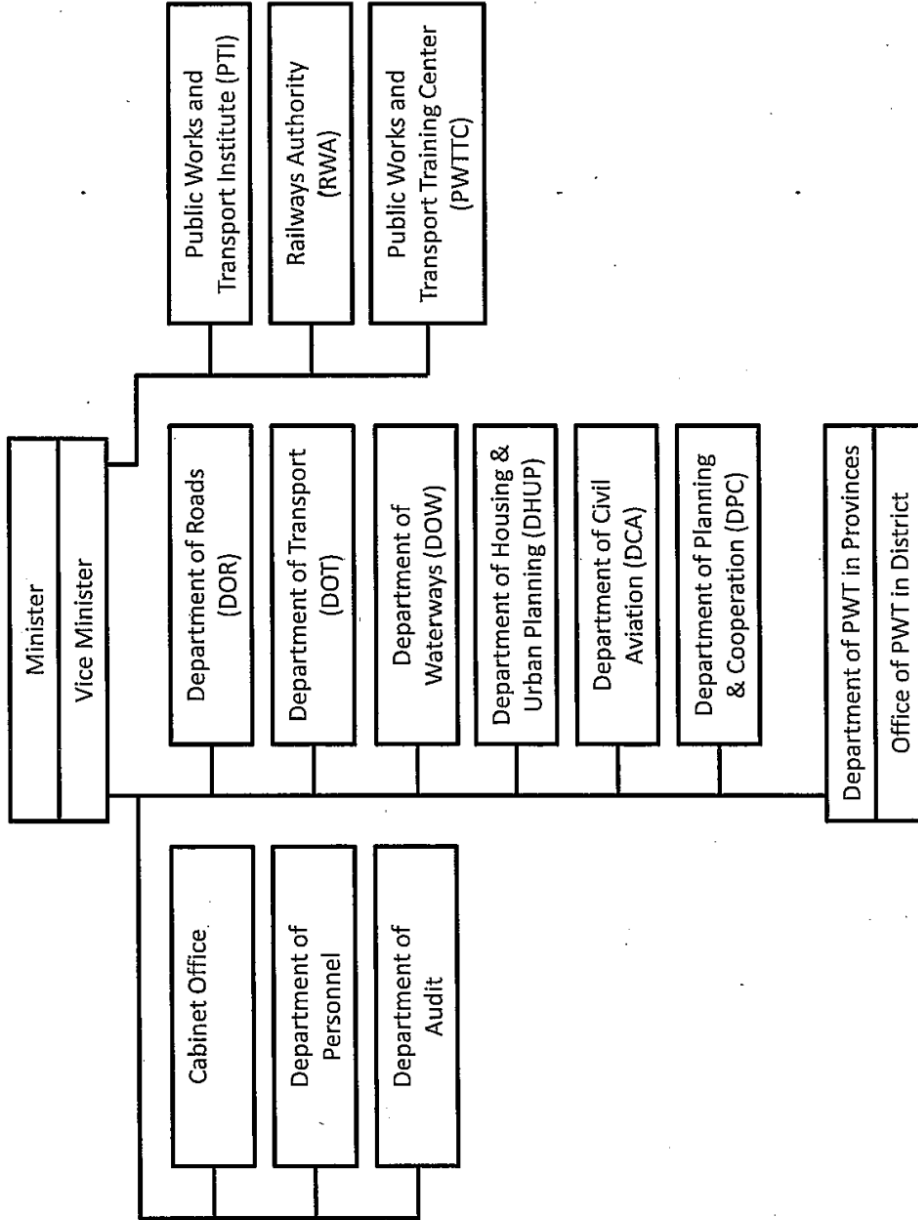 Minister
Vice Minister
Cabinet Office
Department of
Personnel
Department of
Audit
Department of Roads
(DOR)
Department of Transport
(DOT)
Department of
Waterways (DOW)
Department of Housing &
Urban Planning (DHUP)
Department of Civil
Aviation (DCA)
Department of Planning
& Cooperation (DPC)
Public Works and
Transport Institute (PTI)
Railways Authority
(RWA)
Public Works and
Transport Training Center
(PWTTC)
Department of PWT in Provinces
Office of PWT in District